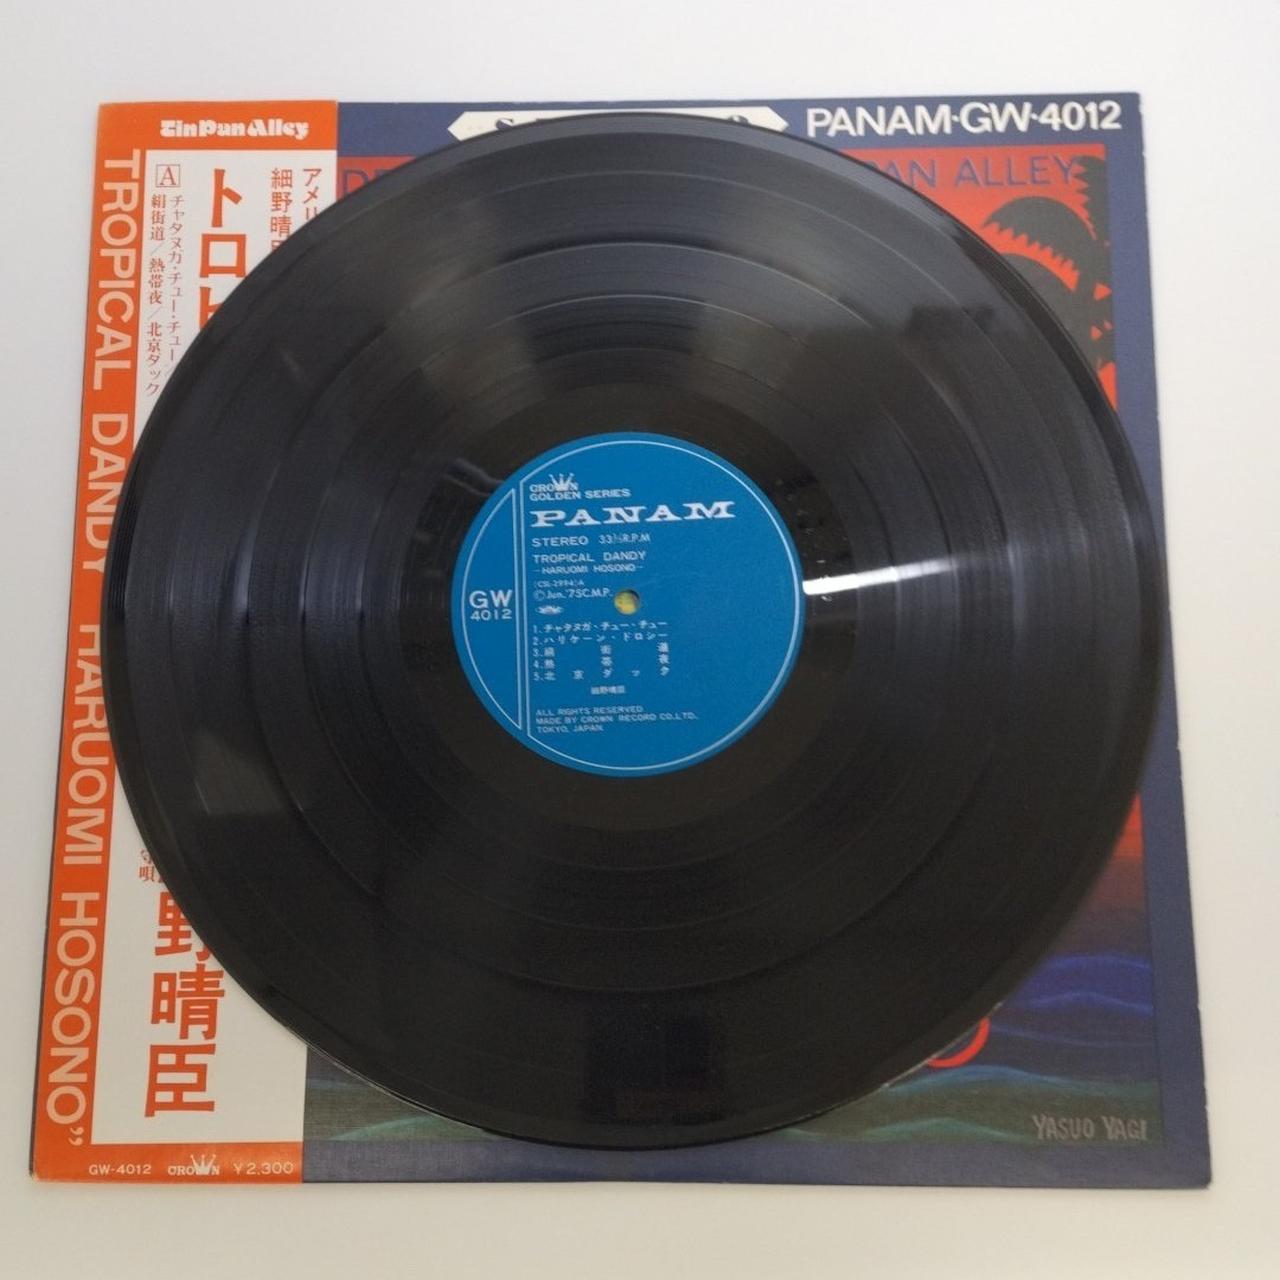 TinPanAlley
PANAM·GW·4012
PAN ALLEY
TROPICAL DANDY HARUOMI HOSONO”
A
チャタヌガ・チュー・チュー
絹街道／熱帯夜／北京ダック
トロ
アメリ
細野晴臣
唄
野晴臣
GW-4012 CROWN ¥2,300
CROWN
GOLDEN SERIES
PANAM
STEREO 33⅓R.P.M
TROPICAL DANDY
—HARUOMI HOSONO—
(CSL-2994)A
©Jun.'75C.M.P.
GW
4012
1.チャタヌガ・チュー・チュー
2.ハリケーン・ドロシー
3.絹街道
4.熱帯夜
5.北京ダック
細野晴臣
ALL RIGHTS RESERVED
MADE BY CROWN RECORD CO.LTD.,
TOKYO, JAPAN
YASUO YAGI